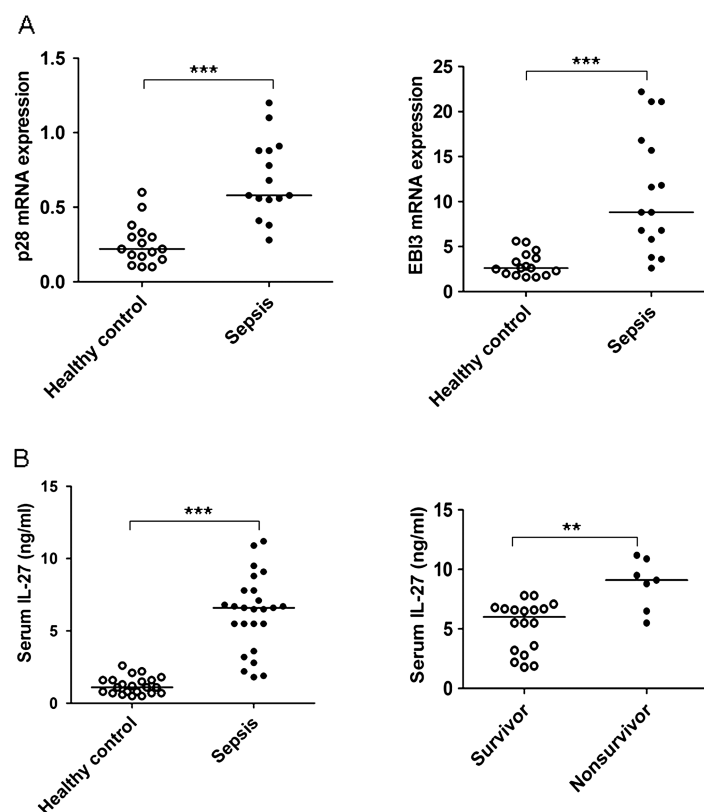 A
p28 mRNA expression
1.5
1.0
0.5
0.0
***
Healthy control
Sepsis
EBI3 mRNA expression
25
20
15
10
5
0
***
Healthy control
Sepsis
B
Serum IL-27 (ng/ml)
15
10
5
0
***
Healthy control
Sepsis
Serum IL-27 (ng/ml)
15
10
5
0
**
Survivor
Nonsurvivor